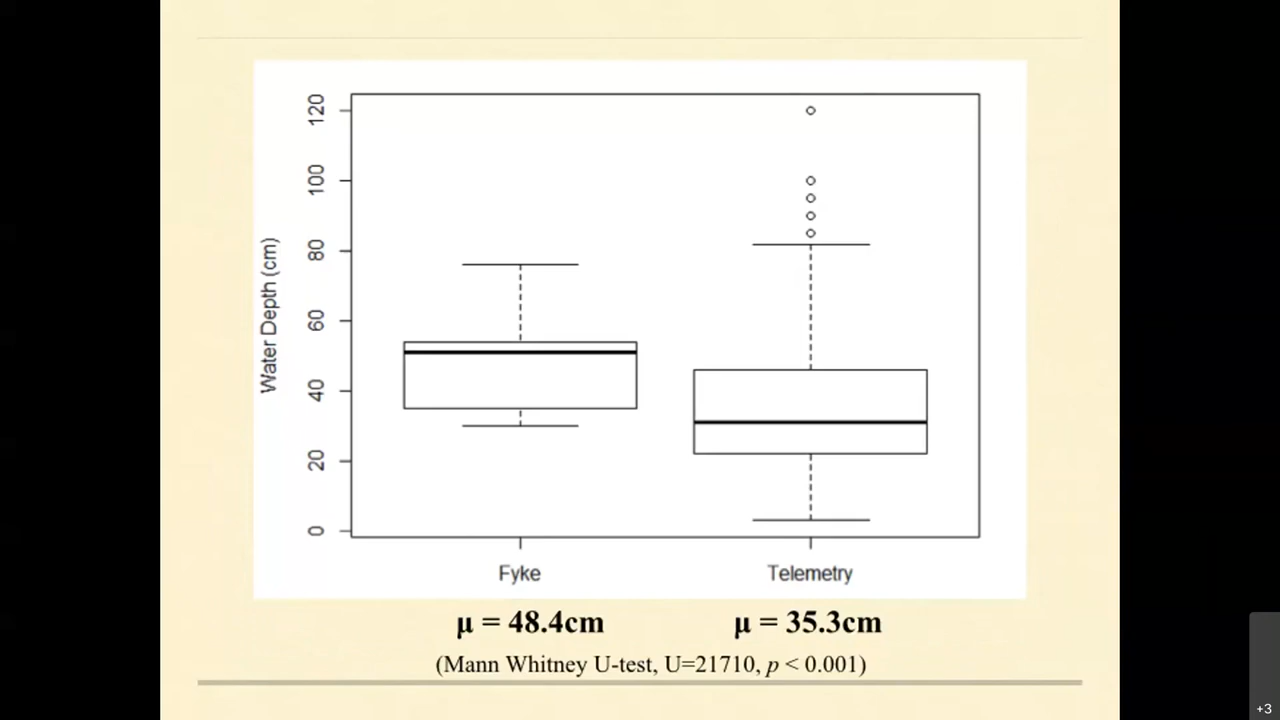 120
100
80
60
40
20
0
Water Depth (cm)
Fyke Telemetry
μ = 48.4cm μ = 35.3cm
(Mann Whitney U-test, U=21710, p < 0.001)
+3